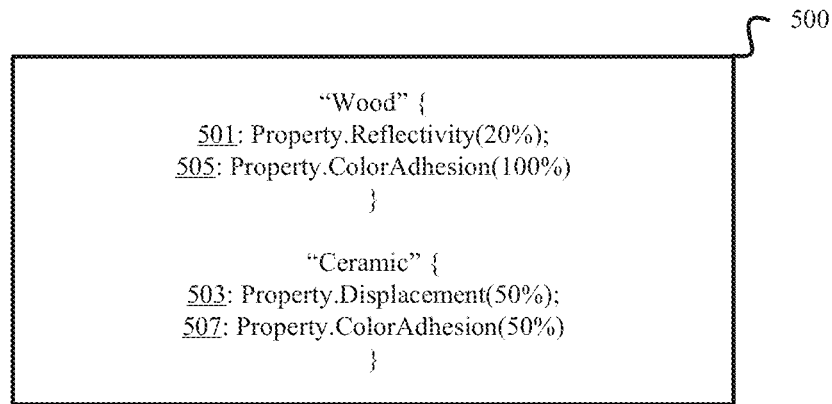 500
“Wood” {
501: Property.Reflectivity(20%);
505: Property.ColorAdhesion(100%)
}
“Ceramic” {
503: Property.Displacement(50%);
507: Property.ColorAdhesion(50%)
}